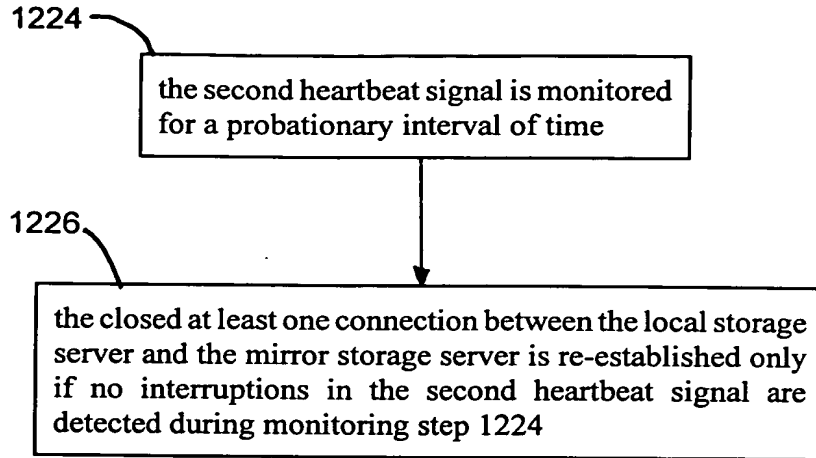 1224
the second heartbeat signal is monitored
for a probationary interval of time
1226
the closed at least one connection between the local storage
server and the mirror storage server is re-established only
if no interruptions in the second heartbeat signal are
detected during monitoring step 1224